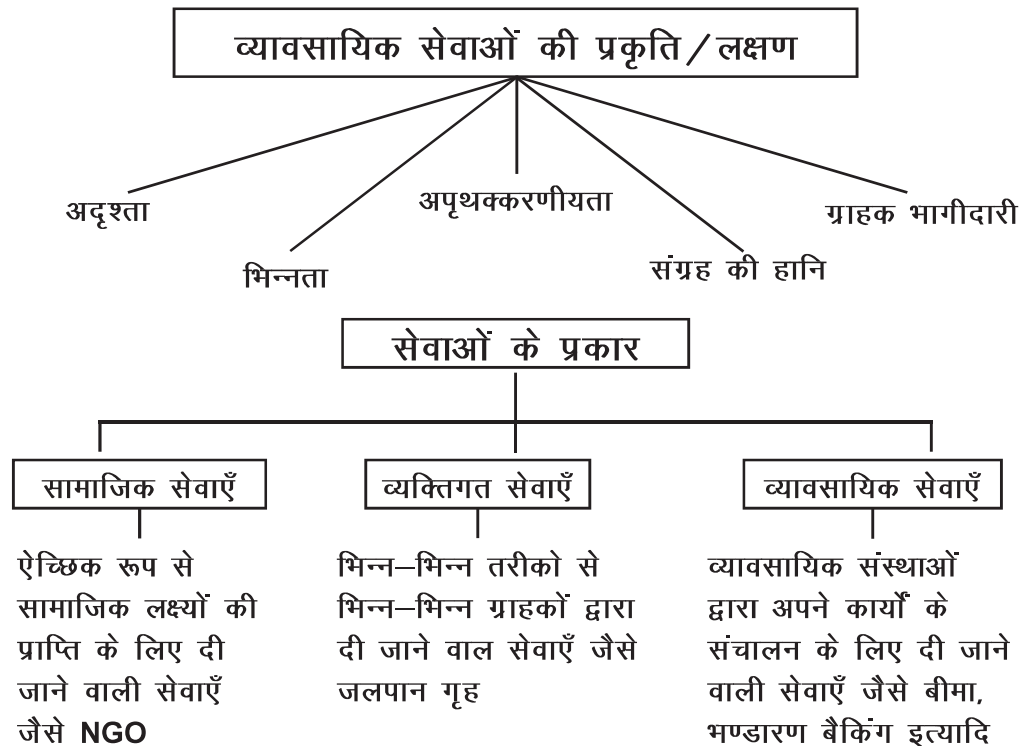 व्यावसायिक सेवाओं की प्रकृति / लक्षण
अदृश्ता
भिन्नता
अपृथक्करणीयता
संग्रह की हानि
ग्राहक भागीदारी
सेवाओं के प्रकार
सामाजिक सेवाएँ
ऐच्छिक रूप से
सामाजिक लक्ष्यों की
प्राप्ति के लिए दी
जाने वाली सेवाएँ
जैसे NGO
व्यक्तिगत सेवाएँ
भिन्न–भिन्न तरीको से
भिन्न–भिन्न ग्राहकों द्वारा
दी जाने वाल सेवाएँ जैसे
जलपान गृह
व्यावसायिक सेवाएँ
व्यावसायिक संस्थाओं
द्वारा अपने कार्यों के
संचालन के लिए दी जाने
वाली सेवाएँ जैसे बीमा,
भण्डारण बैकिंग इत्यादि